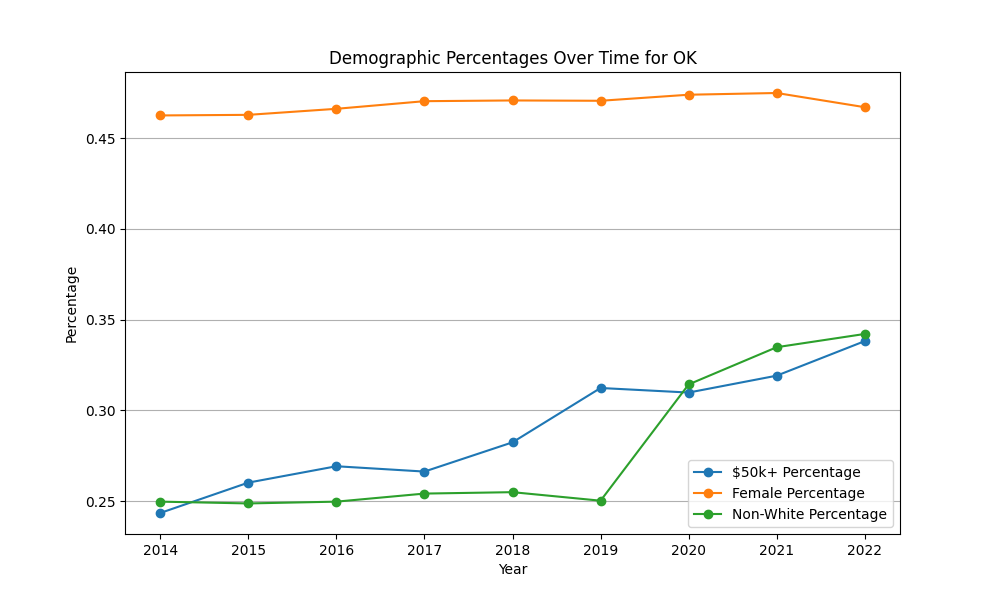 Demographic Percentages Over Time for OK
Percentage
0.45
0.40
0.35
0.30
0.25
$50k+ Percentage
Female Percentage
Non-White Percentage
2014 2015 2016 2017 2018 2019 2020 2021 2022
Year